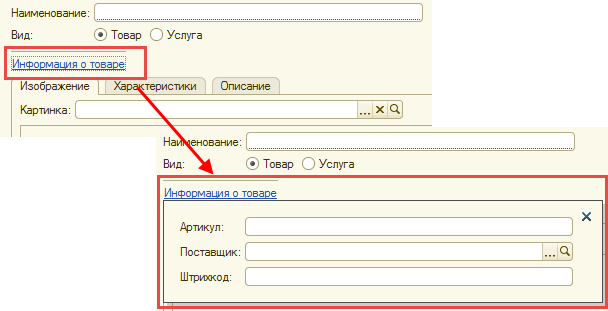 Наименование:
Вид: Товар Услуга
Информация о товаре
Изображение Характеристики Описание
Картинка: ...
Наименование:
Вид: Товар Услуга
Информация о товаре
Артикул:
Поставщик: ...
Штрихкод: